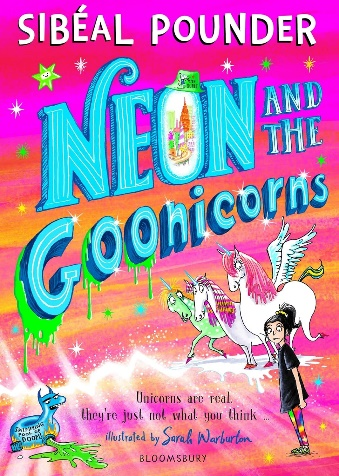 SIBÉAL POUNDER
NEON AND
THE
Goonicorns
Unicorns are real,
they're just not what you think ...
illustrated by Sarah Warburton
BLOOMSBURY